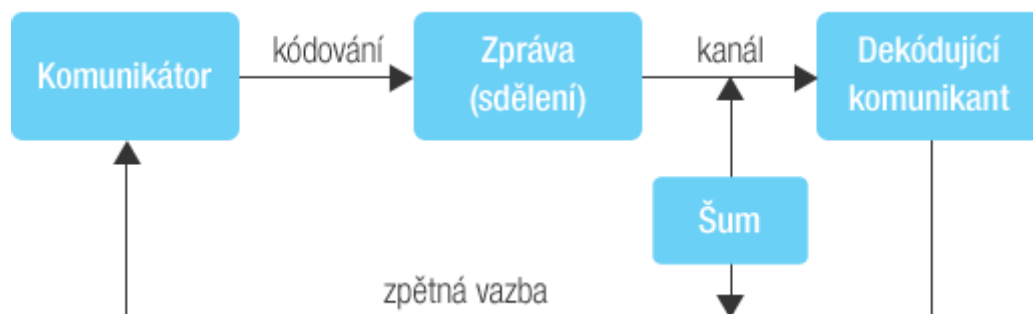 Komunikátor
kódování
Zpráva
(sdělení)
kanál
Dekódující
komunikant
Šum
zpětná vazba